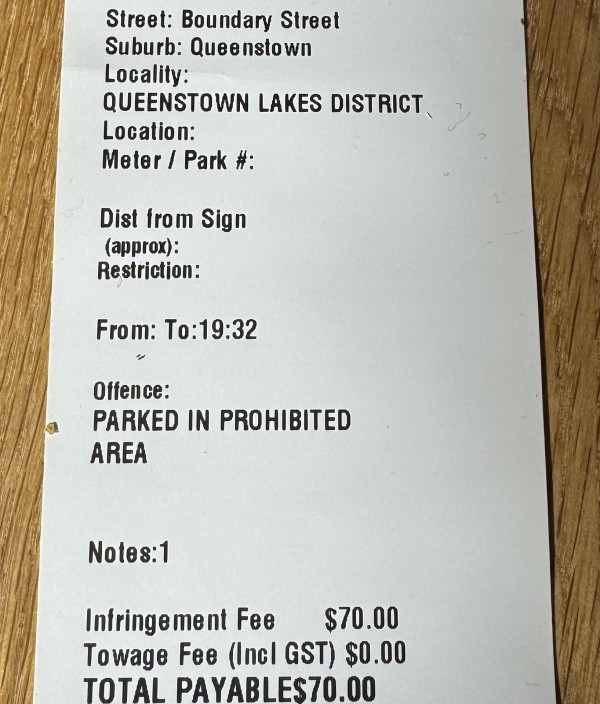 Street: Boundary Street
Suburb: Queenstown
Locality:
QUEENSTOWN LAKES DISTRICT
Location:
Meter / Park #:
Dist from Sign
(approx):
Restriction:
From: To:19:32
Offence:
PARKED IN PROHIBITED
AREA
Notes:1
Infringement Fee $70.00
Towage Fee (Incl GST) $0.00
TOTAL PAYABLE$70.00